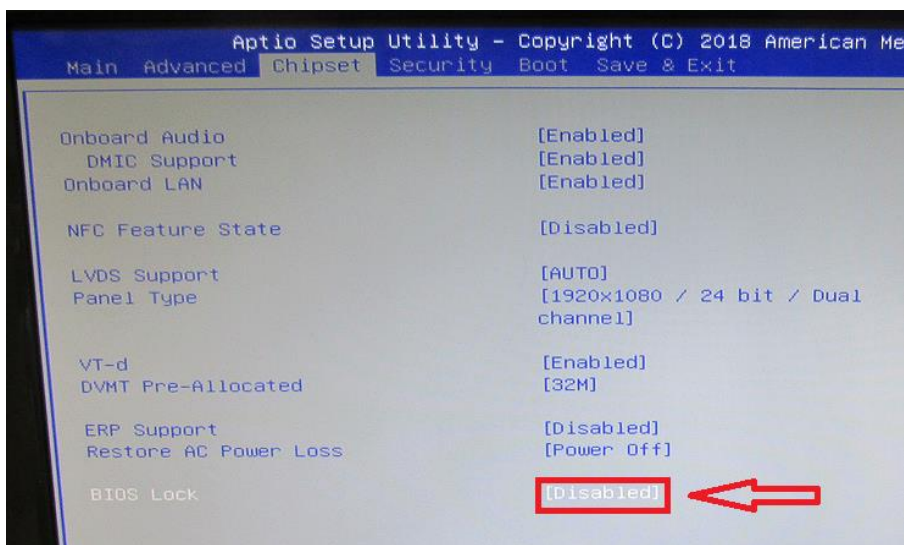 Aptio Setup Utility – Copyright (C) 2018 American Me
Main Advanced Chipset Security Boot Save & Exit
Onboard Audio [Enabled]
DMIC Support [Enabled]
Onboard LAN [Enabled]
NFC Feature State [Disabled]
LVDS Support [AUTO]
Panel Type [1920x1080 / 24 bit / Dual
channel]
VT-d [Enabled]
DVMT Pre-Allocated [32M]
ERP Support [Disabled]
Restore AC Power Loss [Power Off]
BIOS Lock [Disabled]